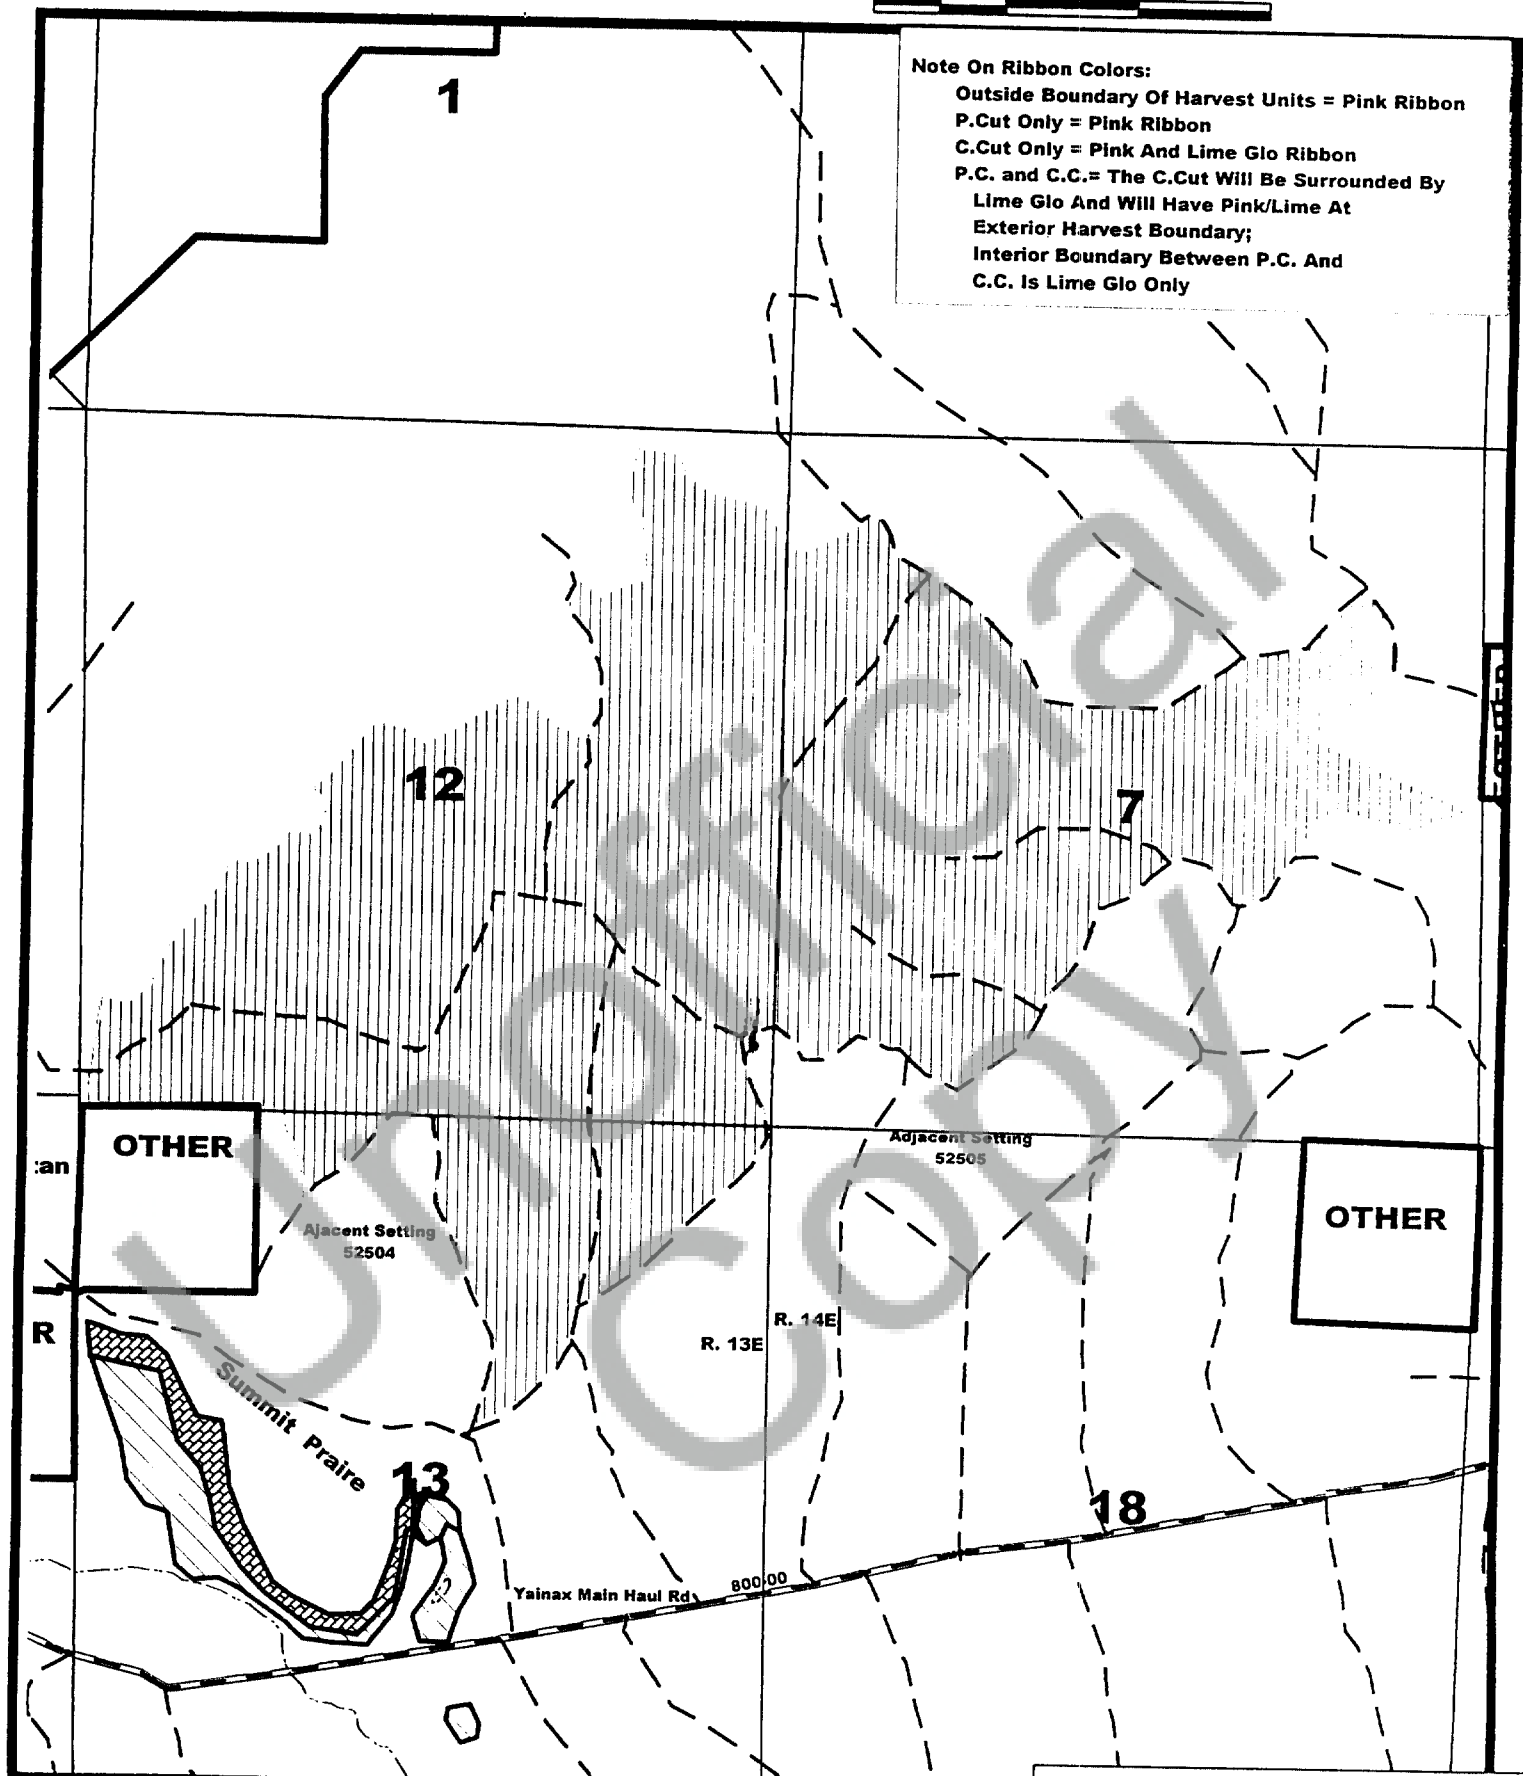 Note On Ribbon Colors:
Outside Boundary Of Harvest Units = Pink Ribbon
P.Cut Only = Pink Ribbon
C.Cut Only = Pink And Lime Glo Ribbon
P.C. and C.C.= The C.Cut Will Be Surrounded By
Lime Glo And Will Have Pink/Lime At
Exterior Harvest Boundary;
Interior Boundary Between P.C. And
C.C. Is Lime Glo Only
1
12
7
OTHER
:an
OTHER
Adjacent Setting
52505
Ajacent Setting
52504
OTHER
R
R. 14E
R. 13E
Summit Praire
13
18
Yainax Main Haul Rd
800.00
Unofficial
Copy